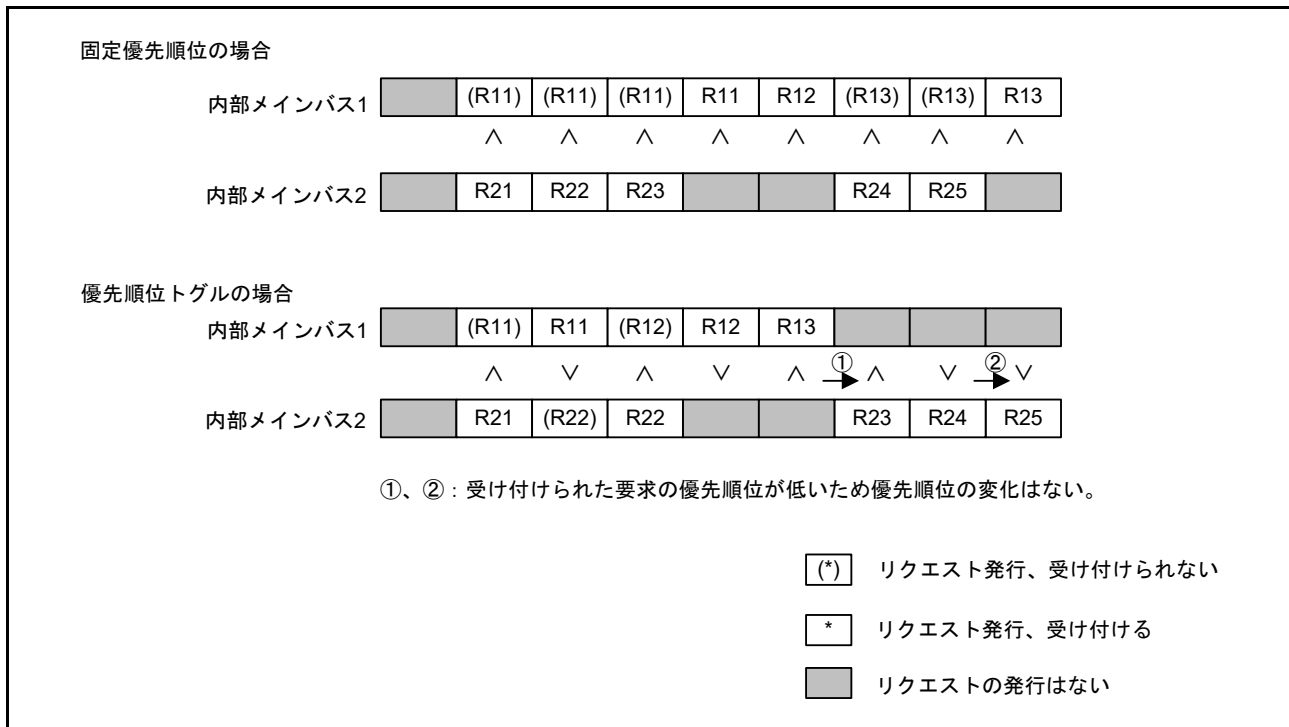 固定優先順位の場合
内部メインバス1 (R11) (R11) (R11) R11 R12 (R13) (R13) R13
∧ ∧ ∧ ∧ ∧ ∧ ∧ ∧
内部メインバス2 R21 R22 R23 R24 R25
優先順位トグルの場合
内部メインバス1 (R11) R11 (R12) R12 R13
∧ ∨ ∧ ∨ ∧ ① ∧ ∨ ② ∨
内部メインバス2 R21 (R22) R22 R23 R24 R25
①、②：受け付けられた要求の優先順位が低いため優先順位の変化はない。
(*) リクエスト発行、受け付けられない
* リクエスト発行、受け付ける
リクエストの発行はない